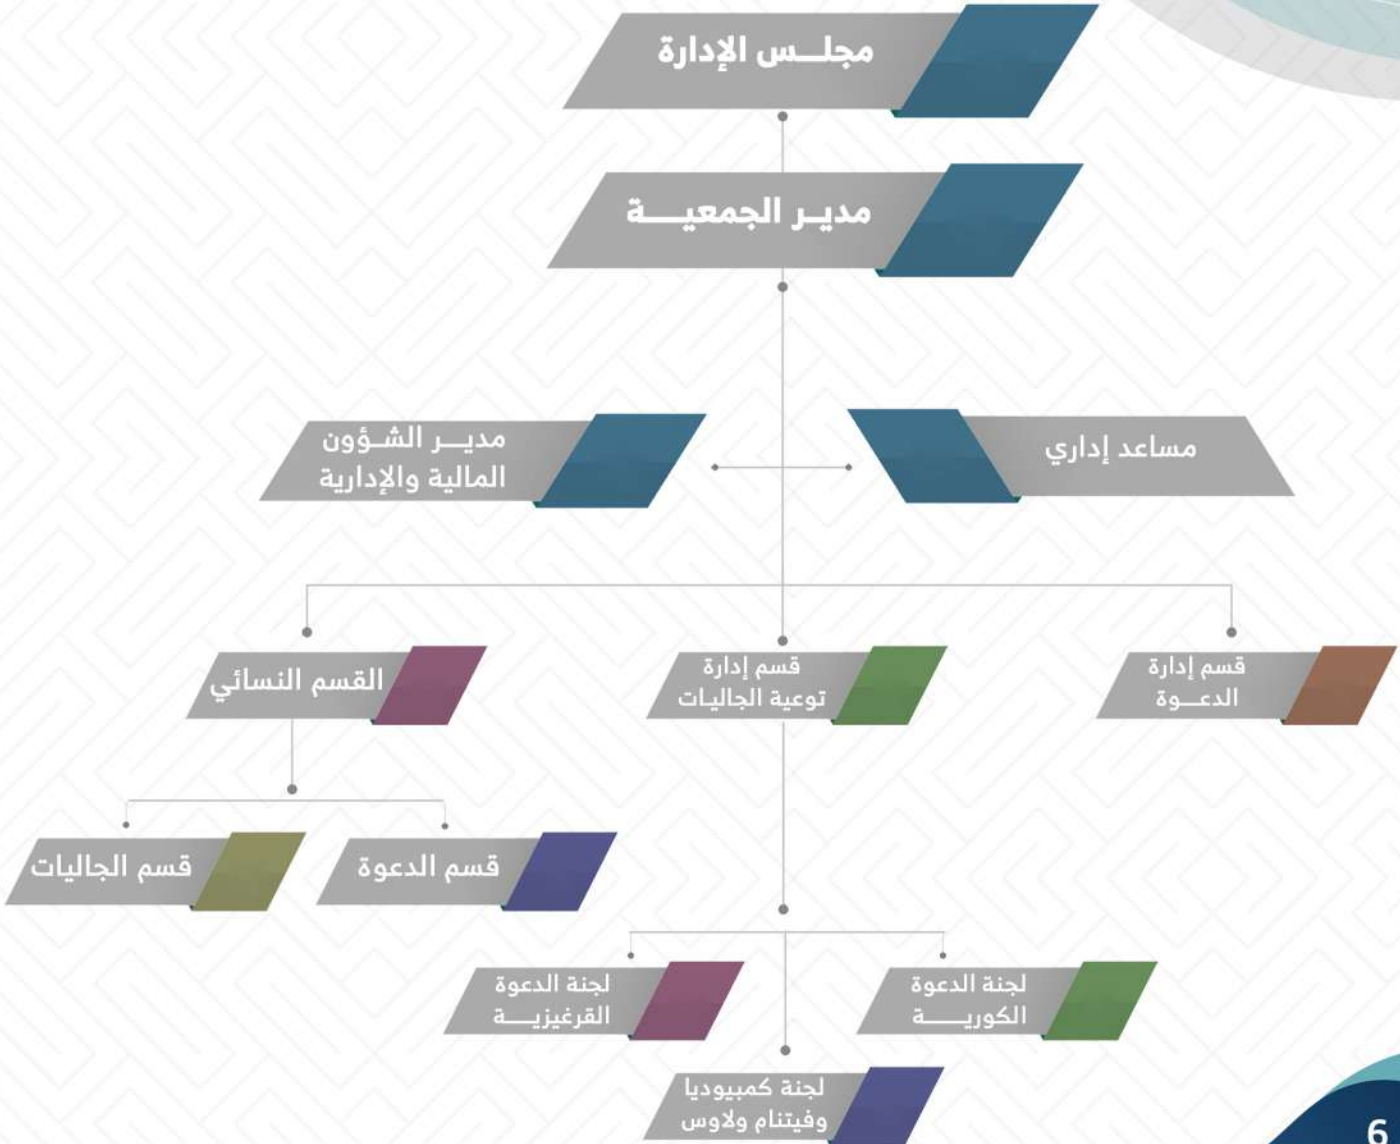 مجلس الإدارة
مدير الجمعية
مساعد إداري
مدير الشؤون
المالية والإدارية
قسم إدارة
الدعوة
قسم إدارة
توعية الجاليات
القسم النسائي
قسم الدعوة
قسم الجاليات
لجنة الدعوة
الكورية
لجنة الدعوة
القرغيزية
لجنة كمبيوديا
وفيتنام ولاوس
6